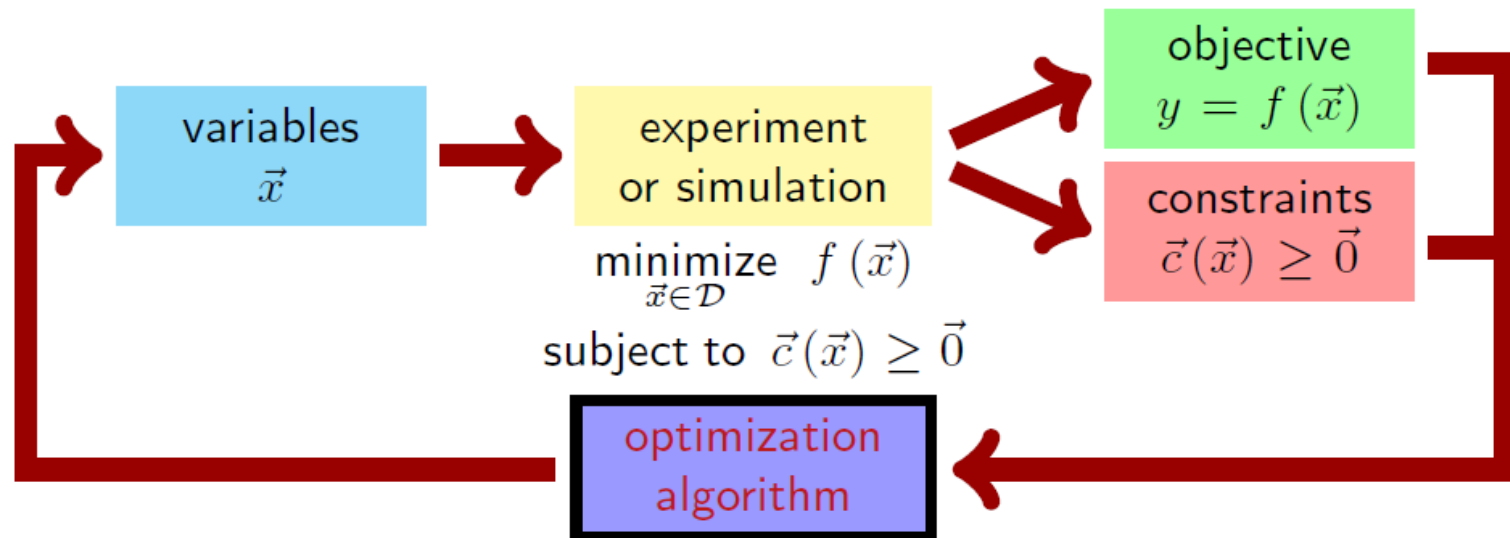 variables
x⃗
experiment
or simulation
objective
y = f (x⃗)
constraints
c⃗(x⃗) ≥ 0⃗
minimize f (x⃗)
x⃗∈𝒟
subject to c⃗(x⃗) ≥ 0⃗
optimization
algorithm